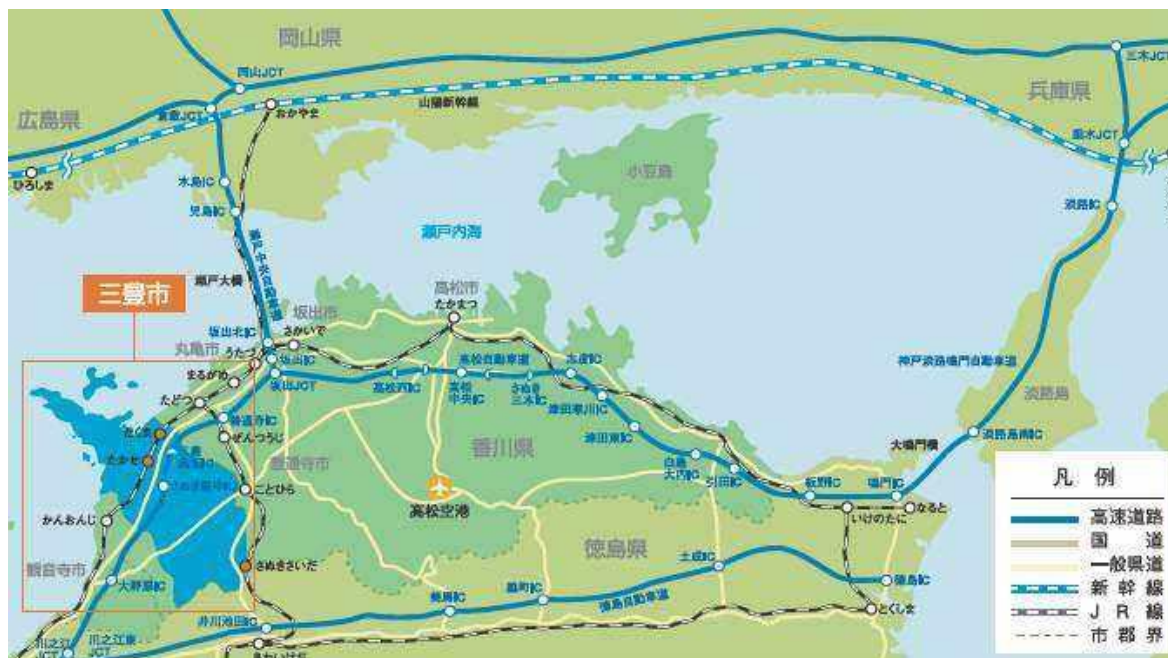 岡山県
三木JCT
岡山JCT
兵庫県
山陽新幹線
おかやま
倉敷JCT
広島県
垂水JCT
小豆島
ひろしま
水島IC
児島IC
淡路IC
瀬戸内海
瀬戸中央自動車道
瀬戸大橋
三豊市
高松市
たかまつ
坂出市
坂出北IC
さかいで
丸亀市
うたづ
坂出IC
高松自動車道
志度IC
神戸淡路鳴門自動車道
まるがめ
坂出JCT
高松西IC
高松
中央IC
さぬき
三木IC
津田寒川IC
淡路島
たどつ
善通寺IC
たくま
ぜんつうじ
津田東IC
淡路島南IC
大鳴門橋
香川県
たかせ
善通寺市
白鳥
大内IC
引田IC
凡例
ことひら
板野IC
鳴門IC
高松空港
いけのたに
なると
高速道路
かんおんじ
国道
徳島県
一般県道
観音寺市
さぬきさいだ
土成IC
新幹線
大野原IC
徳島IC
JR線
美馬IC
脇町IC
徳島自動車道
とくしま
市郡界
井川池田IC
川之江
JCT
川之江東
JCT